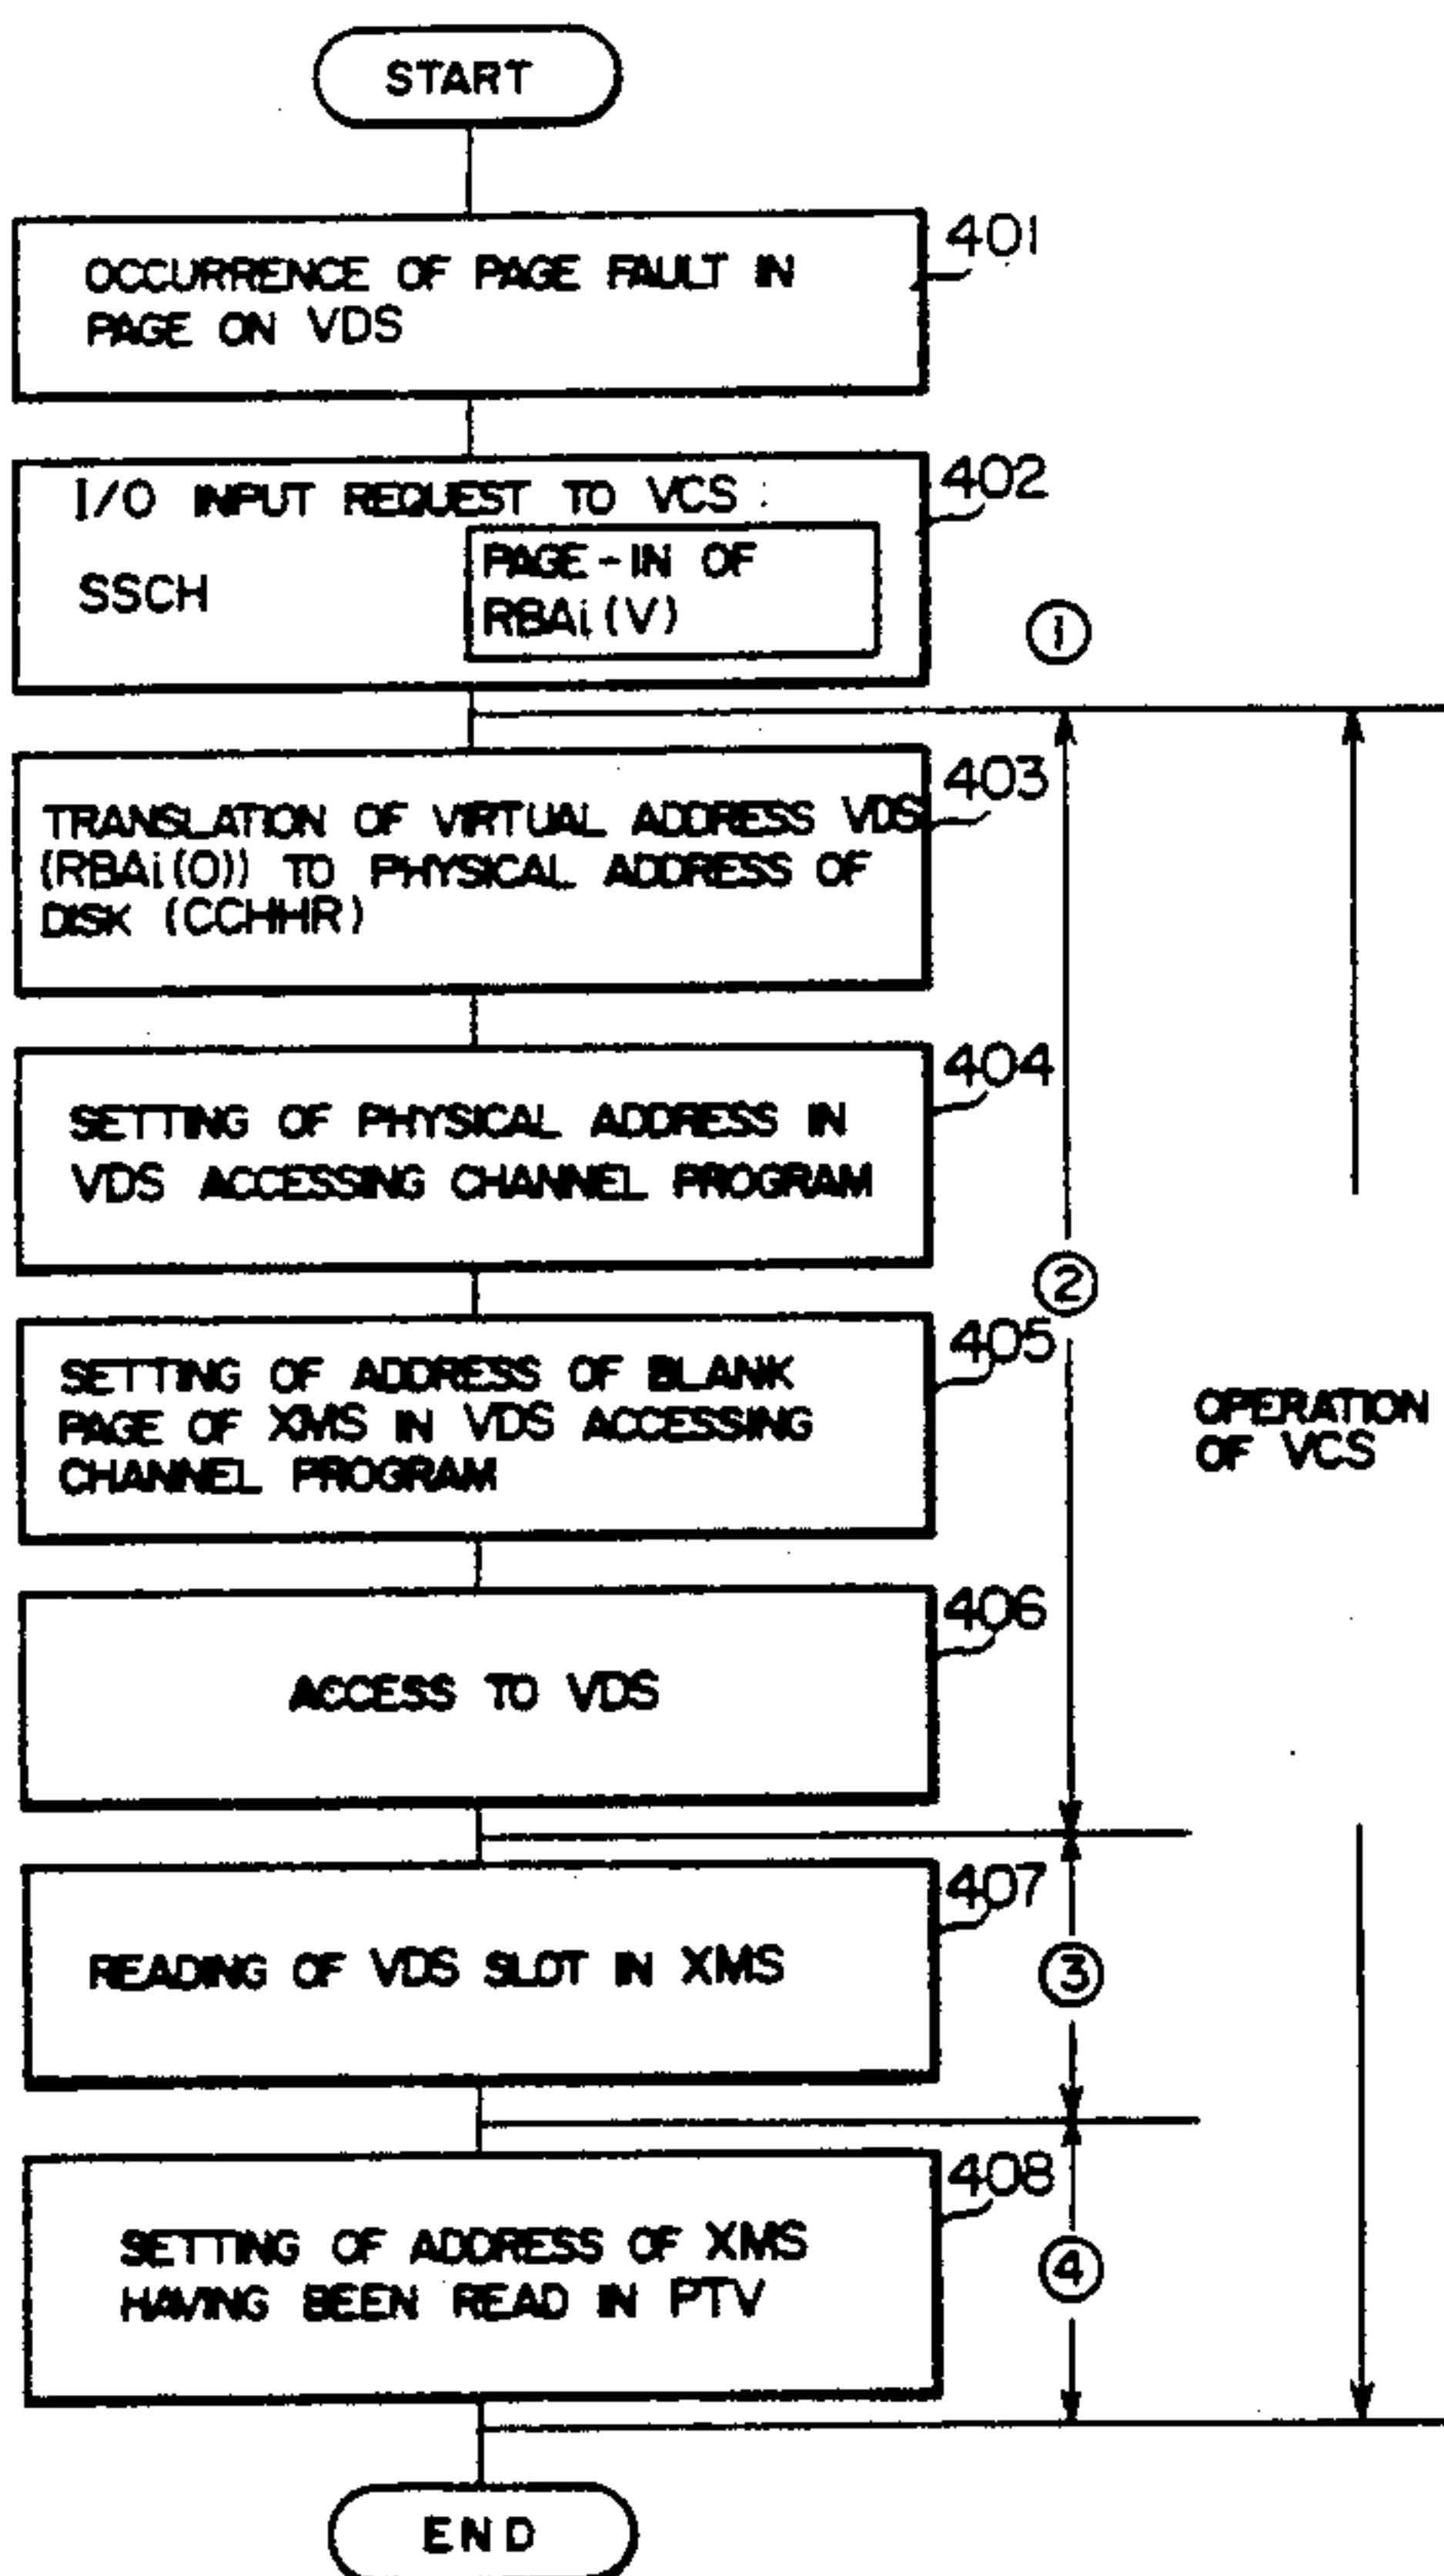 START
OCCURRENCE OF PAGE FAULT IN
PAGE ON VDS
401
I/O INPUT REQUEST TO VCS :
SSCH
PAGE-IN OF
RBAi(V)
402
①
TRANSLATION OF VIRTUAL ADDRESS VDS
(RBAi(0)) TO PHYSICAL ADDRESS OF
DISK (CCHHR)
403
SETTING OF PHYSICAL ADDRESS IN
VDS ACCESSING CHANNEL PROGRAM
404
②
SETTING OF ADDRESS OF BLANK
PAGE OF XMS IN VDS ACCESSING
CHANNEL PROGRAM
405
OPERATION
OF VCS
ACCESS TO VDS
406
READING OF VDS SLOT IN XMS
407
③
SETTING OF ADDRESS OF XMS
HAVING BEEN READ IN PTV
408
④
END